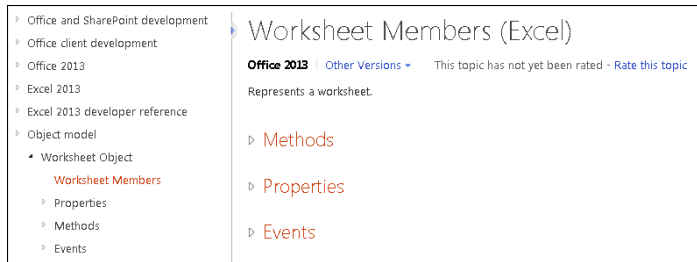 Office and SharePoint development
Office client development
Office 2013
Excel 2013
Excel 2013 developer reference
Object model
Worksheet Object
Worksheet Members
Properties
Methods
Events
Worksheet Members (Excel)
Office 2013 Other Versions This topic has not yet been rated - Rate this topic
Represents a worksheet.
Methods
Properties
Events